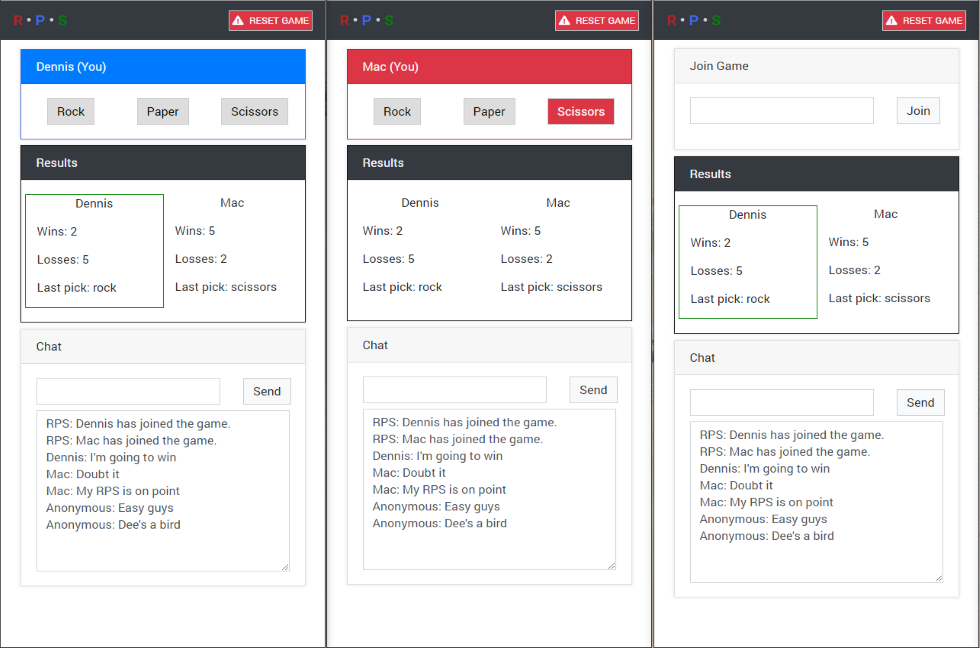 R • P • S
RESET GAME
Dennis (You)
Rock Paper Scissors
Results
Dennis Mac
Wins: 2 Wins: 5
Losses: 5 Losses: 2
Last pick: rock Last pick: scissors
Chat
Send
RPS: Dennis has joined the game.
RPS: Mac has joined the game.
Dennis: I'm going to win
Mac: Doubt it
Mac: My RPS is on point
Anonymous: Easy guys
Anonymous: Dee's a bird
R • P • S
RESET GAME
Mac (You)
Rock Paper Scissors
Results
Dennis Mac
Wins: 2 Wins: 5
Losses: 5 Losses: 2
Last pick: rock Last pick: scissors
Chat
Send
RPS: Dennis has joined the game.
RPS: Mac has joined the game.
Dennis: I'm going to win
Mac: Doubt it
Mac: My RPS is on point
Anonymous: Easy guys
Anonymous: Dee's a bird
R • P • S
RESET GAME
Join Game
Join
Results
Dennis Mac
Wins: 2 Wins: 5
Losses: 5 Losses: 2
Last pick: rock Last pick: scissors
Chat
Send
RPS: Dennis has joined the game.
RPS: Mac has joined the game.
Dennis: I'm going to win
Mac: Doubt it
Mac: My RPS is on point
Anonymous: Easy guys
Anonymous: Dee's a bird